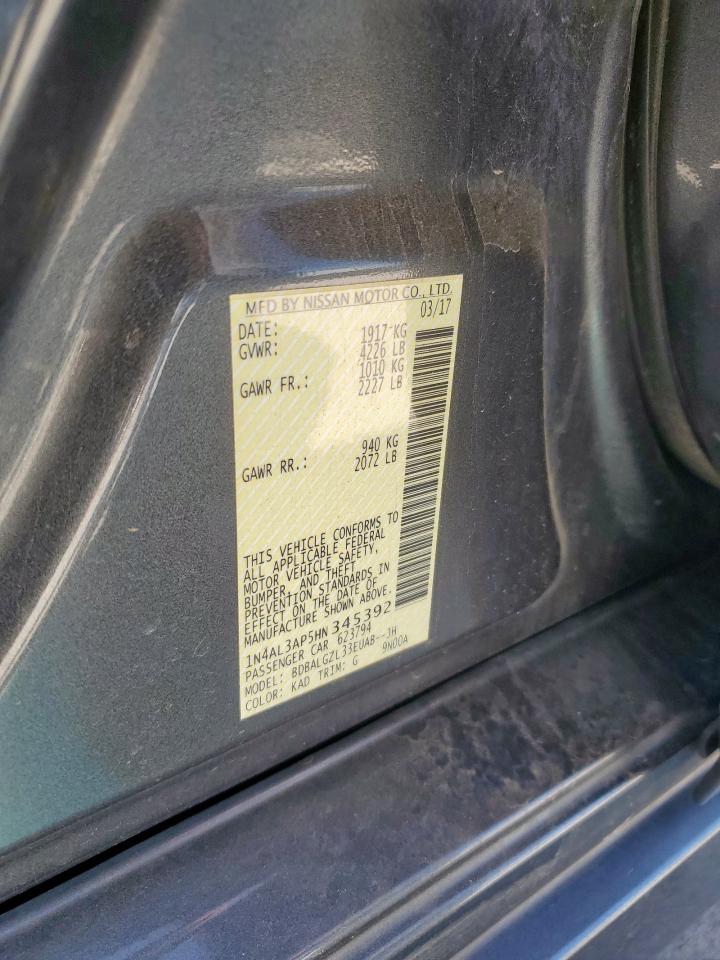 MFD BY NISSAN MOTOR CO., LTD.
DATE: 03/17
GVWR: 1917 KG
4226 LB
GAWR FR.: 1010 KG
2227 LB
GAWR RR.: 940 KG
2072 LB
THIS VEHICLE CONFORMS TO
ALL APPLICABLE FEDERAL
MOTOR VEHICLE SAFETY,
BUMPER, AND THEFT
PREVENTION STANDARDS IN
EFFECT ON THE DATE OF
MANUFACTURE SHOWN ABOVE.
1N4AL3AP5HN345392
PASSENGER CAR 623794
MODEL: BDBALGZL33EUAB--JH
COLOR: KAD TRIM: G 9N00A